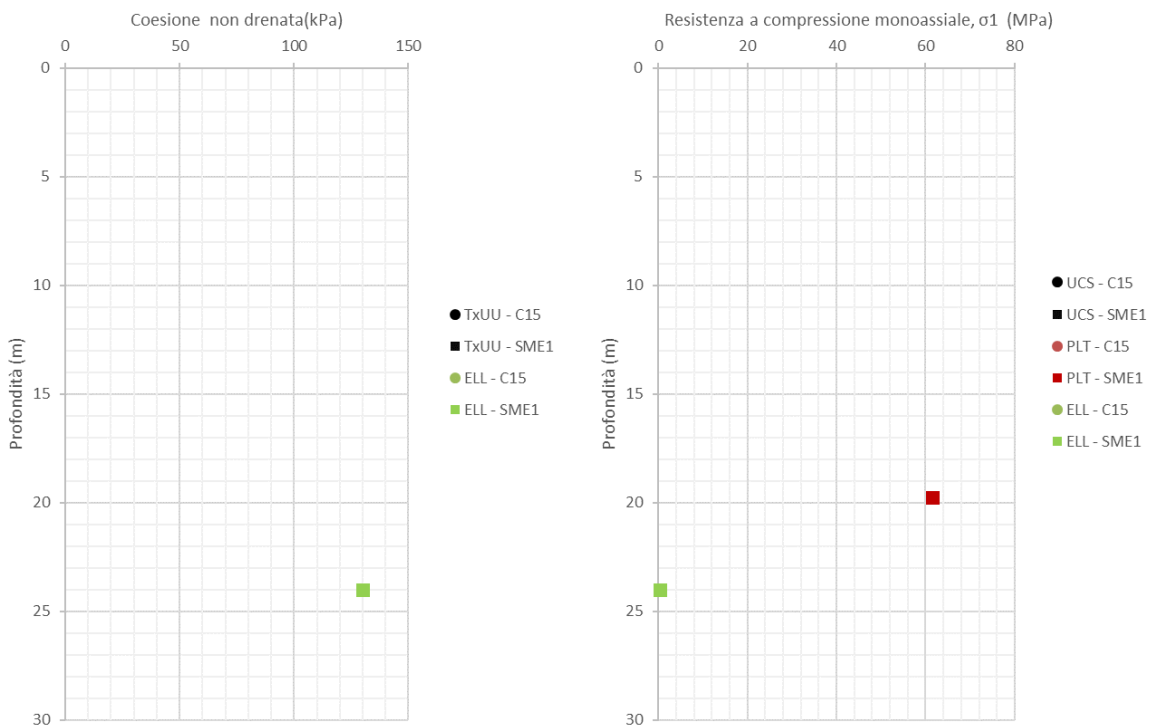 Coesione non drenata(kPa)
0 50 100 150
0
5
10
15
20
25
30
Profondità (m)
TxUU - C15
TxUU - SME1
ELL - C15
ELL - SME1
Resistenza a compressione monoassiale, σ1 (MPa)
0 20 40 60 80
0
5
10
15
20
25
30
Profondità (m)
UCS - C15
UCS - SME1
PLT - C15
PLT - SME1
ELL - C15
ELL - SME1